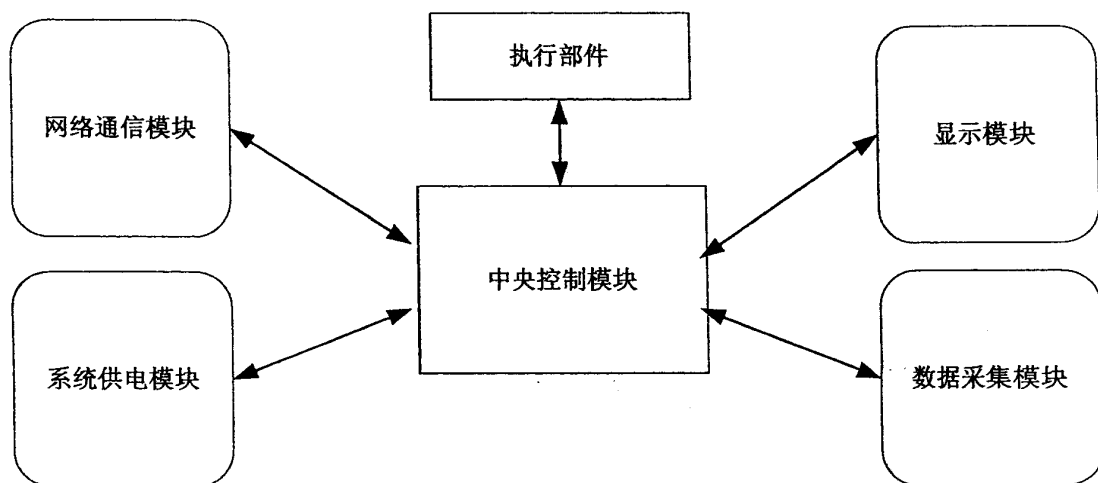 执行部件
网络通信模块
显示模块
中央控制模块
系统供电模块
数据采集模块